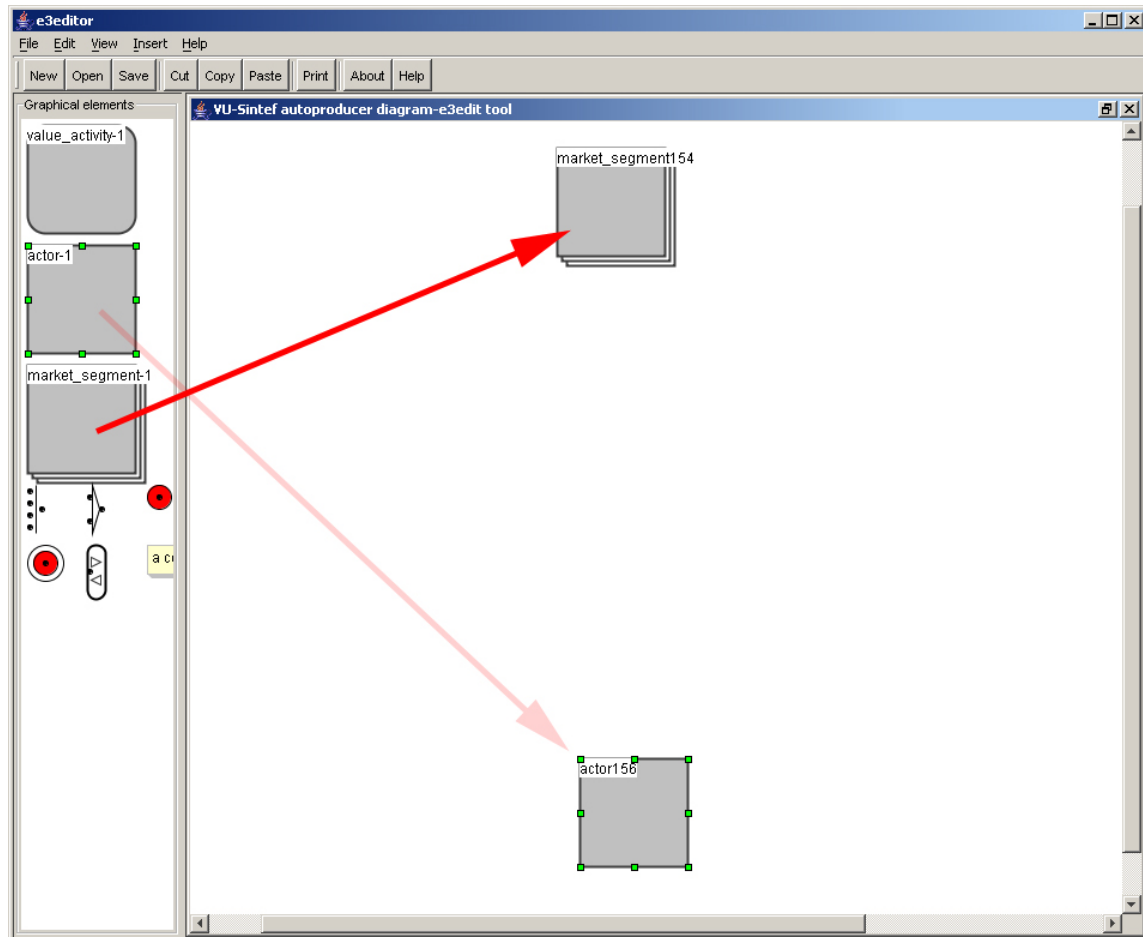 e3editor
File Edit View Insert Help
New Open Save Cut Copy Paste Print About Help
Graphical elements
value_activity-1
actor-1
market_segment-1
a
VU-Sintef autoproducer diagram-e3edit tool
market_segment154
actor156